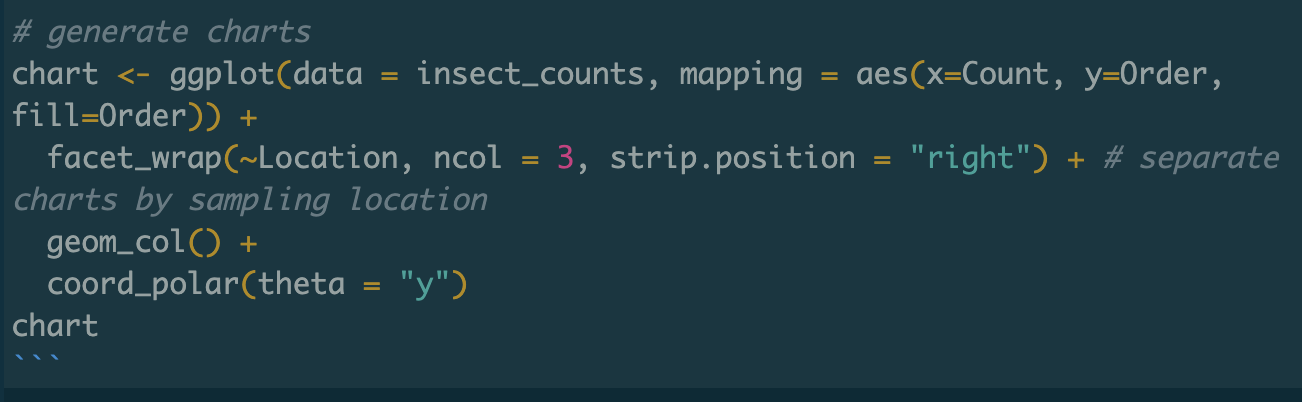 # generate charts
chart <- ggplot(data = insect_counts, mapping = aes(x=Count, y=Order,
fill=Order)) +
  facet_wrap(~Location, ncol = 3, strip.position = "right") + # separate
charts by sampling location
  geom_col() +
  coord_polar(theta = "y")
chart
```